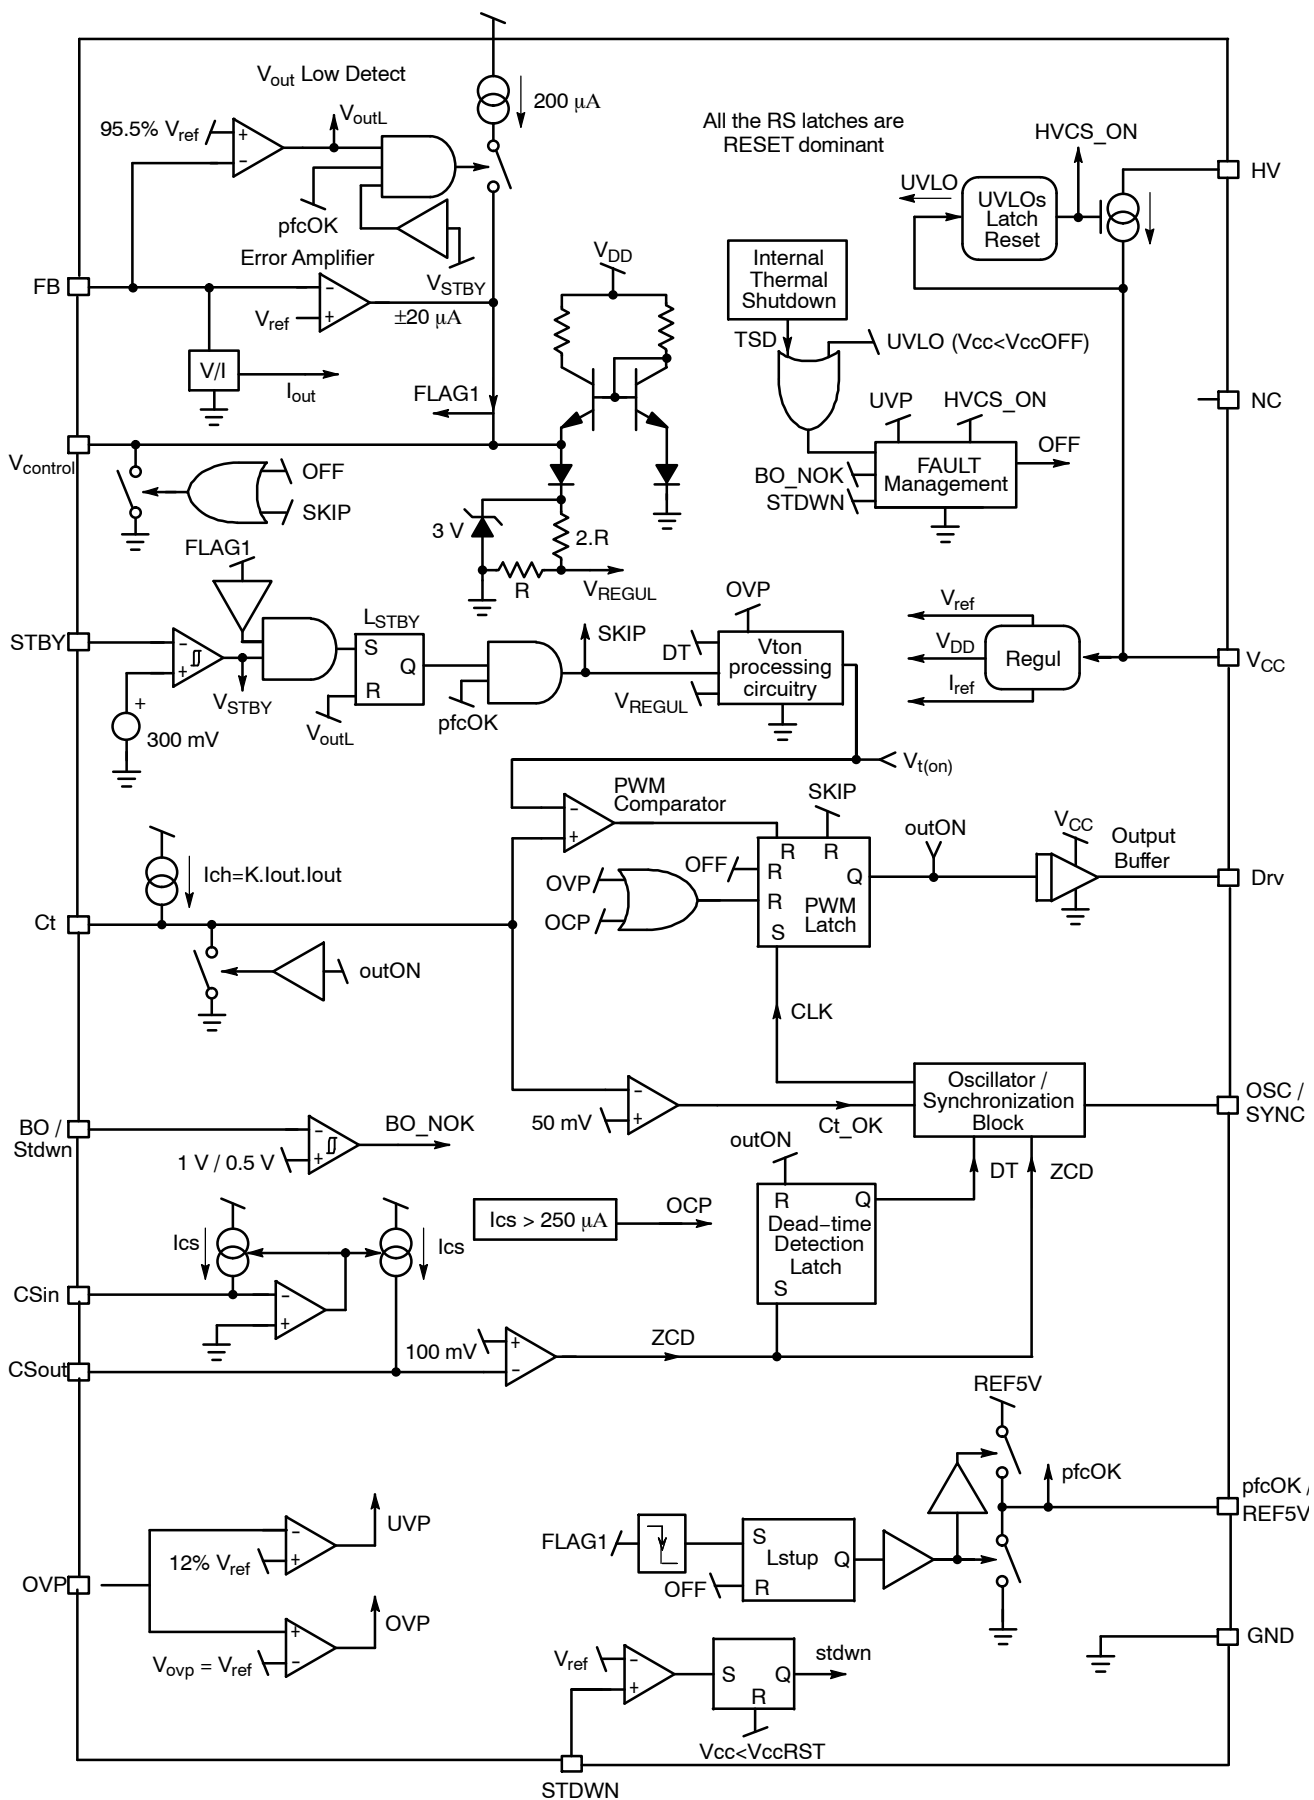 Vout Low Detect
200 μA
95.5% Vref
+
−
VoutL
pfcOK
VSTBY
All the RS latches are
RESET dominant
HVCS_ON
UVLO
UVLOs
Latch
Reset
HV
FB
Error Amplifier
−
+
Vref
±20 μA
V/I
Iout
FLAG1
VDD
Internal
Thermal
Shutdown
TSD
UVLO (Vcc<VccOFF)
UVP
HVCS_ON
OFF
FAULT
Management
BO_NOK
STDWN
NC
Vcontrol
OFF
SKIP
3 V
2.R
R
VREGUL
FLAG1
STBY
−
+
+
300 mV
VSTBY
LSTBY
S
Q
R
VoutL
pfcOK
SKIP
OVP
DT
Vton
processing
circuitry
VREGUL
Vref
VDD
Iref
Regul
VCC
Vt(on)
PWM
Comparator
−
+
SKIP
outON
VCC
Output
Buffer
Ich=K.Iout.Iout
OFF
R
R
R
Q
OVP
OCP
R
PWM
Latch
S
Drv
Ct
outON
CLK
−
+
50 mV
Ct_OK
Oscillator /
Synchronization
Block
OSC /
SYNC
BO /
Stdwn
−
+
1 V / 0.5 V
BO_NOK
outON
DT
ZCD
R
Q
Dead−time
Detection
Latch
S
Ics > 250 μA
OCP
Ics
Ics
CSin
−
+
CSout
100 mV
+
−
ZCD
REF5V
pfcOK
pfcOK /
REF5V
UVP
−
+
12% Vref
OVP
OVP
+
−
Vovp = Vref
FLAG1
OFF
S
Lstup
Q
R
GND
Vref
−
+
S
Q
R
stdwn
Vcc<VccRST
STDWN